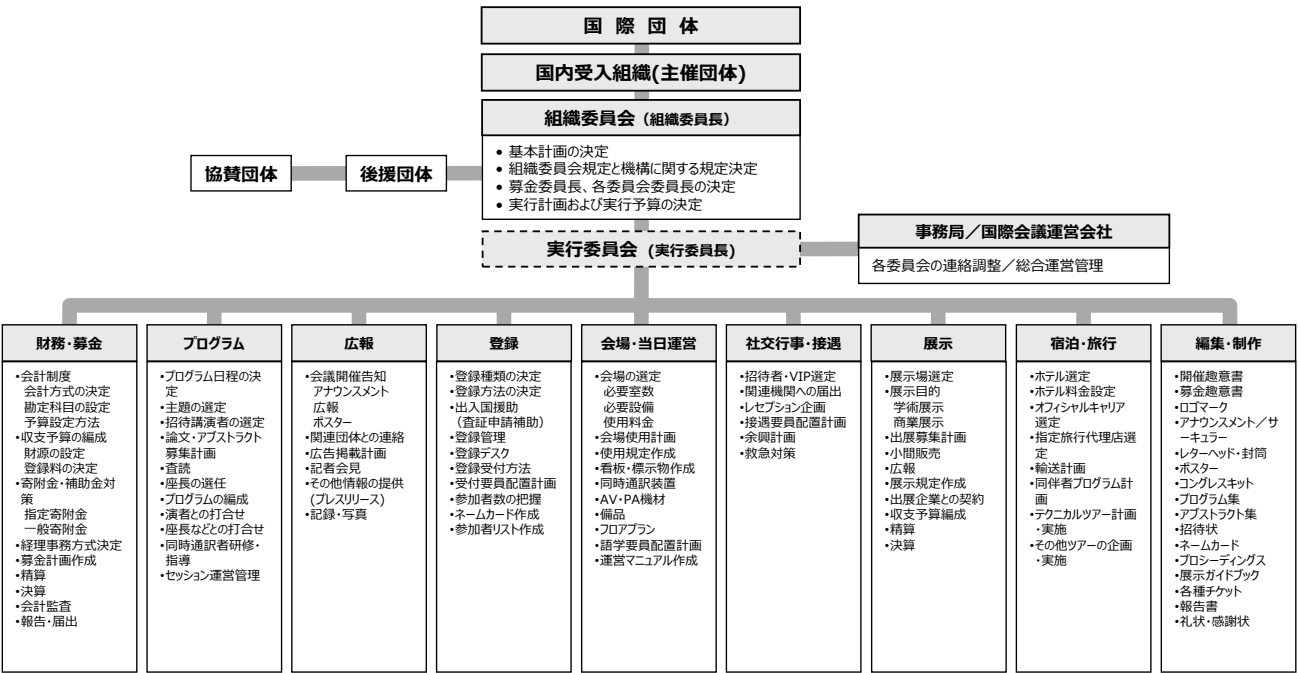 国 際 団 体
国内受入組織(主催団体)
組織委員会（組織委員長）
• 基本計画の決定
• 組織委員会規定と機構に関する規定決定
• 募金委員長、各委員会委員長の決定
• 実行計画および実行予算の決定
協賛団体
後援団体
実行委員会（実行委員長）
事務局／国際会議運営会社
各委員会の連絡調整／総合運営管理
財務・募金
•会計制度
会計方式の決定
勘定科目の設定
予算設定方法
•収支予算の編成
財源の設定
登録料の決定
•寄附金・補助金対
策
指定寄附金
一般寄附金
•経理事務方式決定
•募金計画作成
•精算
•決算
•会計監査
•報告・届出
プログラム
•プログラム日程の決
定
•主題の選定
•招待講演者の選定
•論文・アブストラクト
募集計画
•査読
•座長の選任
•プログラムの編成
•演者との打合せ
•座長などとの打合せ
•同時通訳者研修・
指導
•セッション運営管理
広報
•会議開催告知
アナウンスメント
広報
ポスター
•関連団体との連絡
•広告掲載計画
•記者会見
•その他情報の提供
(プレスリリース)
•記録・写真
登録
•登録種類の決定
•登録方法の決定
•出入国援助
（査証申請補助）
•登録管理
•登録デスク
•登録受付方法
•受付要員配置計画
•参加者数の把握
•ネームカード作成
•参加者リスト作成
会場・当日運営
•会場の選定
必要室数
必要設備
使用料金
•会場使用計画
•使用規定作成
•看板・標示物作成
•同時通訳装置
•AV・PA機材
•備品
•フロアプラン
•語学要員配置計画
•運営マニュアル作成
社交行事・接遇
•招待者・VIP選定
•関連機関への届出
•レセプション企画
•接遇要員配置計画
•余興計画
•救急対策
展示
•展示場選定
•展示目的
学術展示
商業展示
•出展募集計画
•小間販売
•広報
•展示規定作成
•出展企業との契約
•収支予算編成
•精算
•決算
宿泊・旅行
•ホテル選定
•ホテル料金設定
•オフィシャルキャリア
選定
•指定旅行代理店選
定
•輸送計画
•同伴者プログラム計
画
•テクニカルツアー計画
・実施
•その他ツアーの企画
・実施
編集・制作
•開催趣意書
•募金趣意書
•ロゴマーク
•アナウンスメント／サ
ーキュラー
•レターヘッド・封筒
•ポスター
•コングレスキット
•プログラム集
•アブストラクト集
•招待状
•ネームカード
•プロシーディングス
•展示ガイドブック
•各種チケット
•報告書
•礼状・感謝状